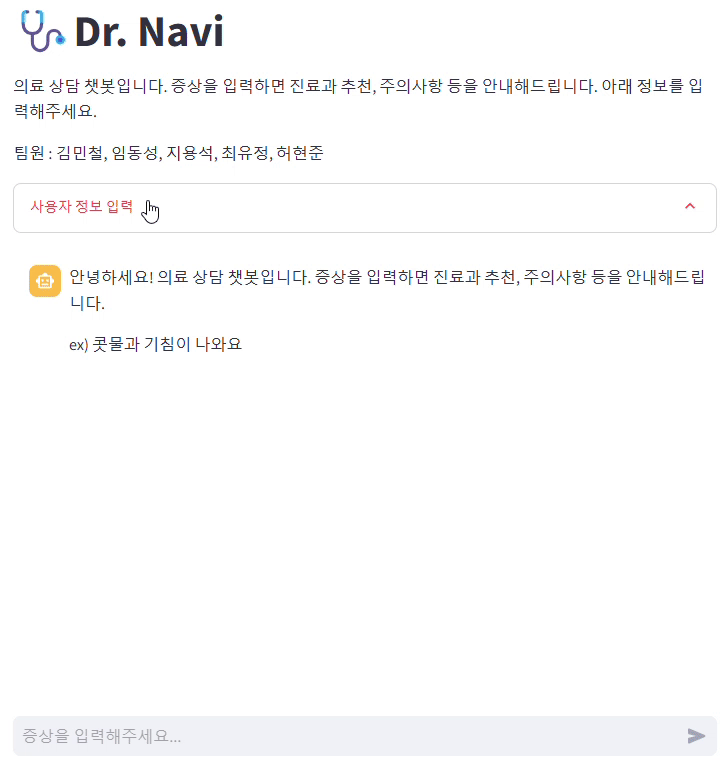 Dr. Navi
의료 상담 챗봇입니다. 증상을 입력하면 진료과 추천, 주의사항 등을 안내해드립니다. 아래 정보를 입
력해주세요.
팀원 : 김민철, 임동성, 지용석, 최유정, 허현준
사용자 정보 입력
안녕하세요! 의료 상담 챗봇입니다. 증상을 입력하면 진료과 추천, 주의사항 등을 안내해드립
니다.
ex) 콧물과 기침이 나와요
증상을 입력해주세요...